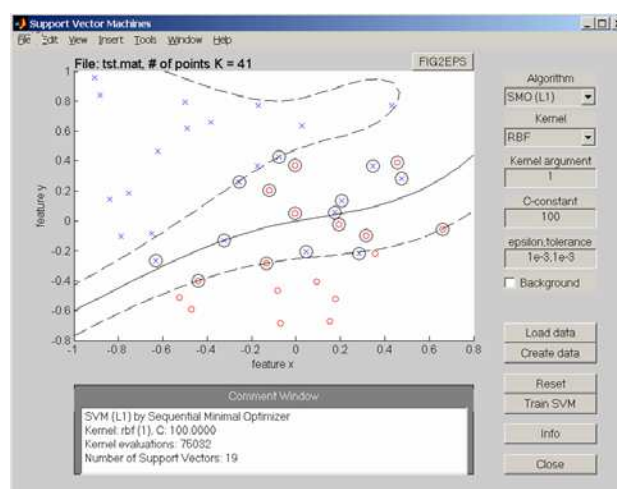 Support Vector Machines
File Edit View Insert Tools Window Help
File: tst.mat, # of points K = 41
FIG2EPS
Algorithm
SMO (L1)
Kernel
RBF
Kernel argument
1
C-constant
100
epsilon,tolerance
1e-3,1e-3
Background
Load data
Create data
Reset
Train SVM
Info
Close
feature y
1
0.8
0.6
0.4
0.2
0
-0.2
-0.4
-0.6
-0.8
-1 -0.8 -0.6 -0.4 -0.2 0 0.2 0.4 0.6 0.8
feature x
Comment Window
SVM (L1) by Sequential Minimal Optimizer
Kernel: rbf (1), C: 100.0000
Kernel evaluations: 75032
Number of Support Vectors: 19